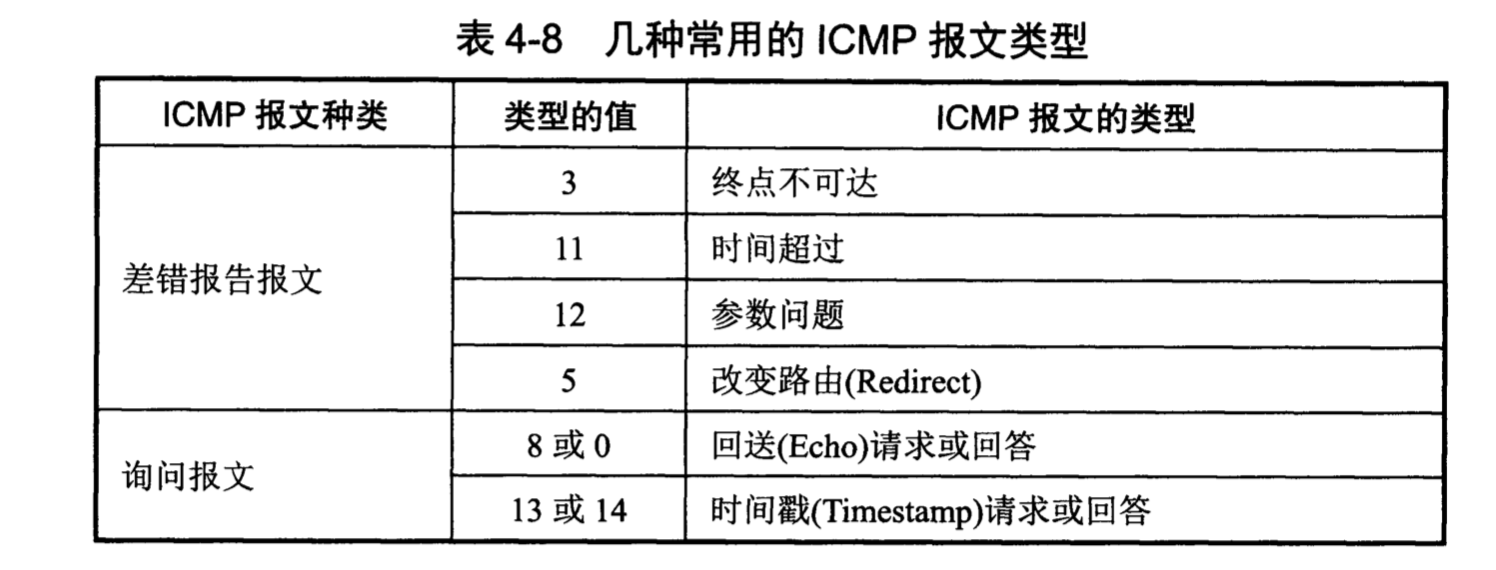 表 4-8 几种常用的 ICMP 报文类型
ICMP 报文种类 类型的值 ICMP 报文的类型
差错报告报文
3 终点不可达
11 时间超过
12 参数问题
5 改变路由(Redirect)
询问报文
8 或 0 回送(Echo)请求或回答
13 或 14 时间戳(Timestamp)请求或回答